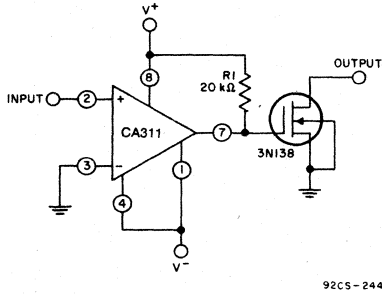 V+
8
R1
20 kΩ
OUTPUT
INPUT
2
+
CA311
7
3
−
3N138
1
4
V−
92CS-244